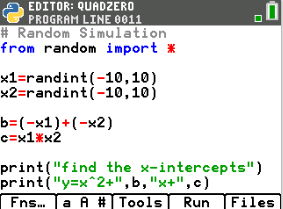 EDITOR: QUADZERO
PROGRAM LINE 0011
# Random Simulation
from random import *
x1=randint(-10,10)
x2=randint(-10,10)
b=(-x1)+(-x2)
c=x1*x2
print("find the x-intercepts")
print("y=x^2+",b,"x+",c)
Fns… a A # Tools Run Files